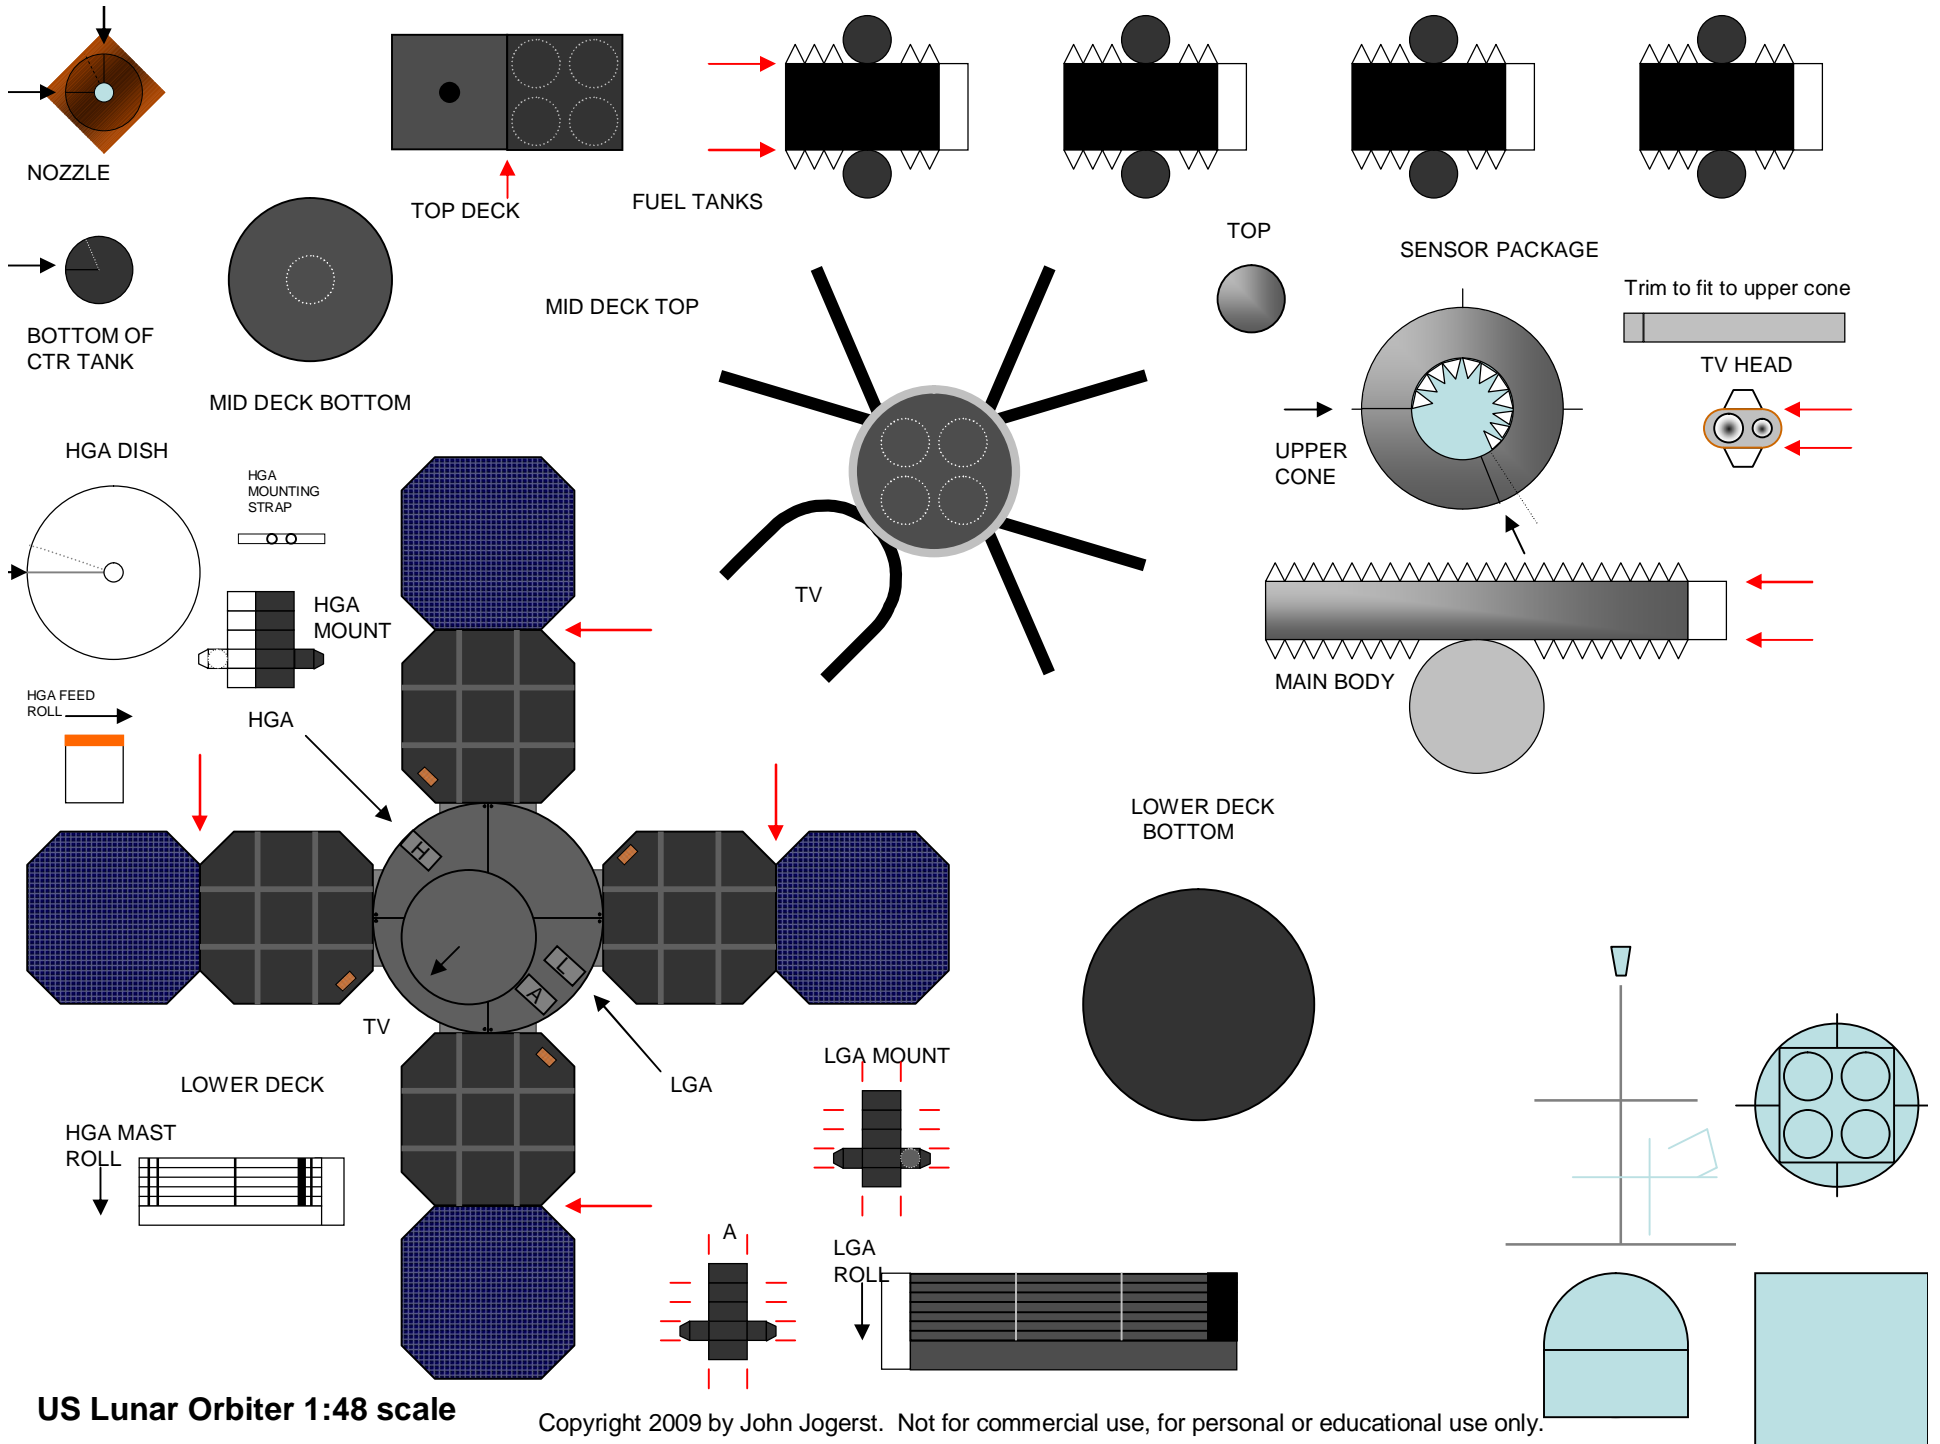 NOZZLE
TOP DECK
FUEL TANKS
TOP
SENSOR PACKAGE
Trim to fit to upper cone
TV HEAD
BOTTOM OF
CTR TANK
MID DECK TOP
MID DECK BOTTOM
HGA DISH
HGA
MOUNTING
STRAP
UPPER
CONE
HGA
MOUNT
TV
MAIN BODY
HGA FEED
ROLL
HGA
LOWER DECK
BOTTOM
H
L
A
TV
LOWER DECK
LGA
LGA MOUNT
HGA MAST
ROLL
A
LGA
ROLL
US Lunar Orbiter 1:48 scale
Copyright 2009 by John Jogerst.  Not for commercial use, for personal or educational use only.